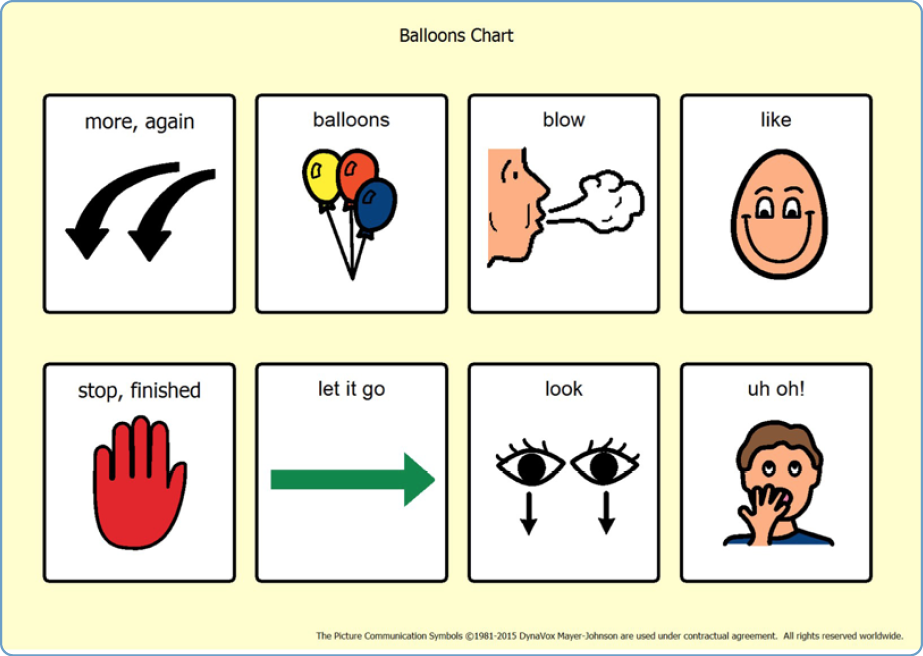 Balloons Chart
more, again
balloons
blow
like
stop, finished
let it go
look
uh oh!
The Picture Communication Symbols ©1981-2015 DynaVox Mayer-Johnson are used under contractual agreement. All rights reserved worldwide.